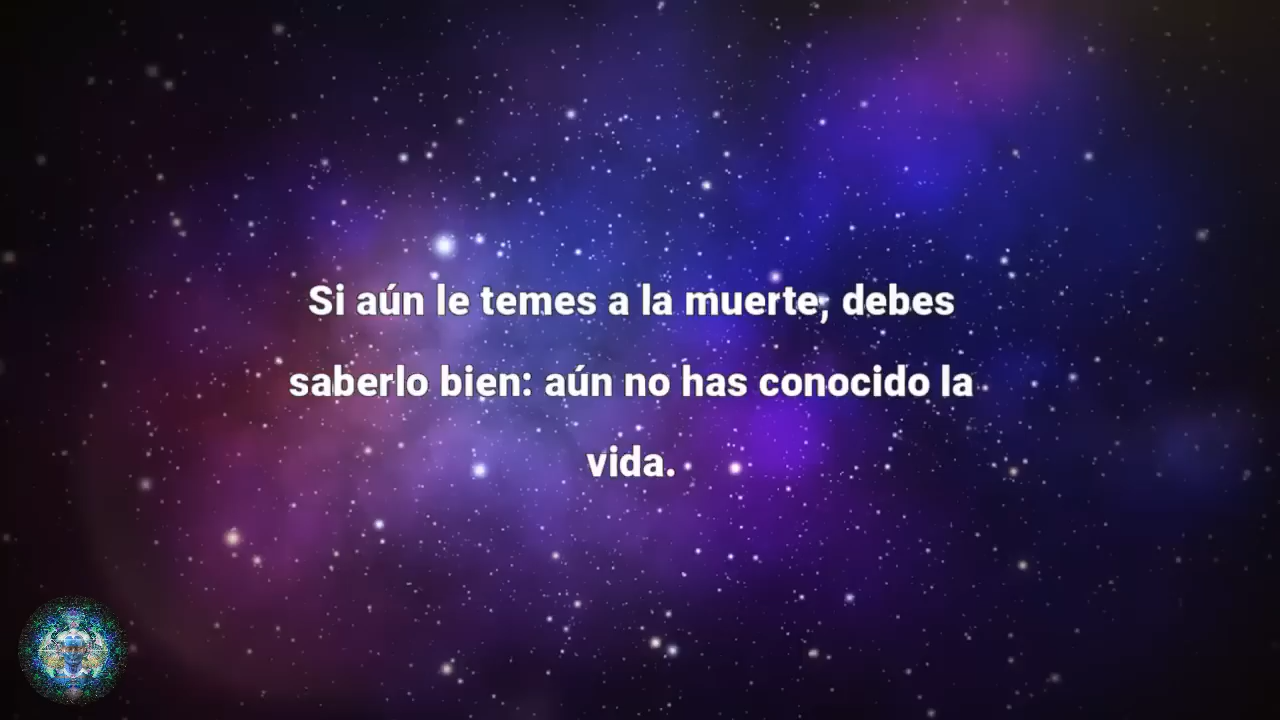 Si aún le temes a la muerte, debes
saberlo bien: aún no has conocido la
vida.